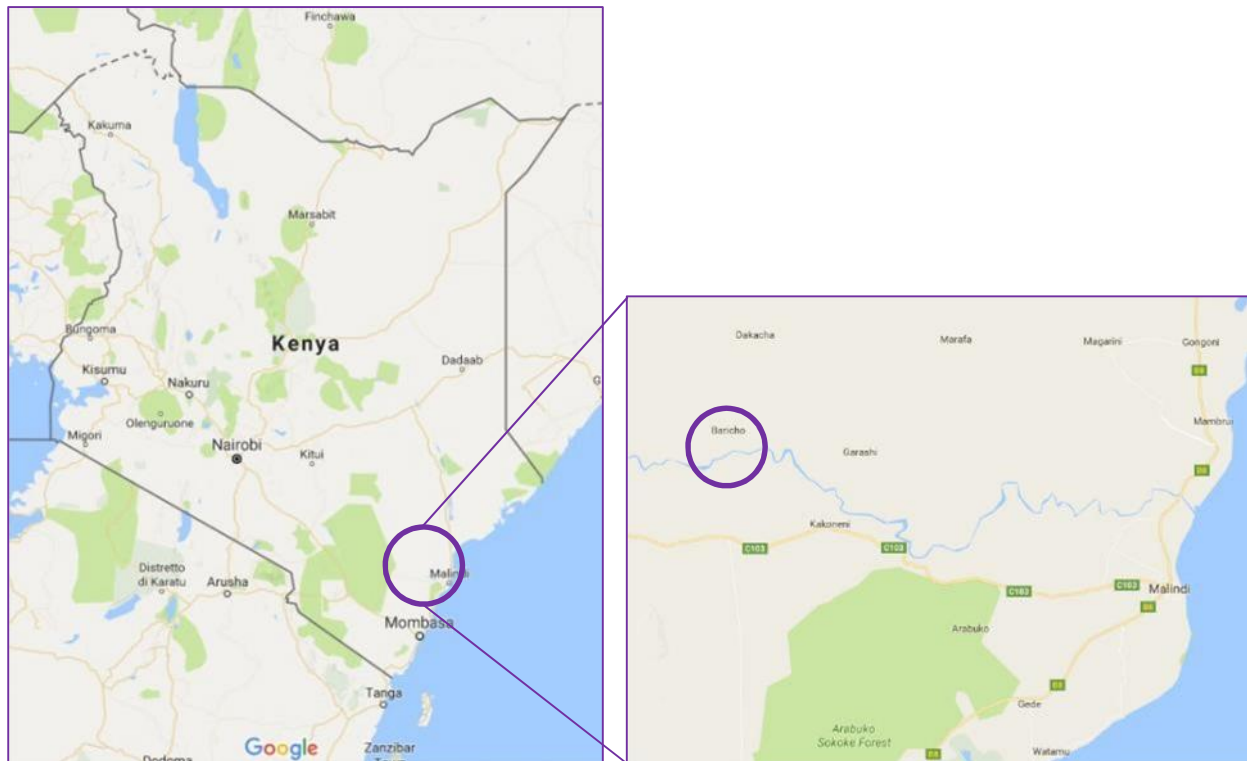 Finchawa
Kakuma
Marsabit
Bungoma
Kenya
Dadaab
Kisumu
Nakuru
Olenguruone
Migori
Nairobi
Kitui
Distretto
di Karatu
Arusha
Malindi
Mombasa
Tanga
Google
Zanzibar
Dodoma
Dakacha
Marafa
Magarini
Gongoni
B8
Baricho
Mambrui
Garashi
B8
Kakoneni
C103
C103
C103
C103
Malindi
B8
Arabuko
B8
Gede
Arabuko
Sokoke Forest
B8
Watamu